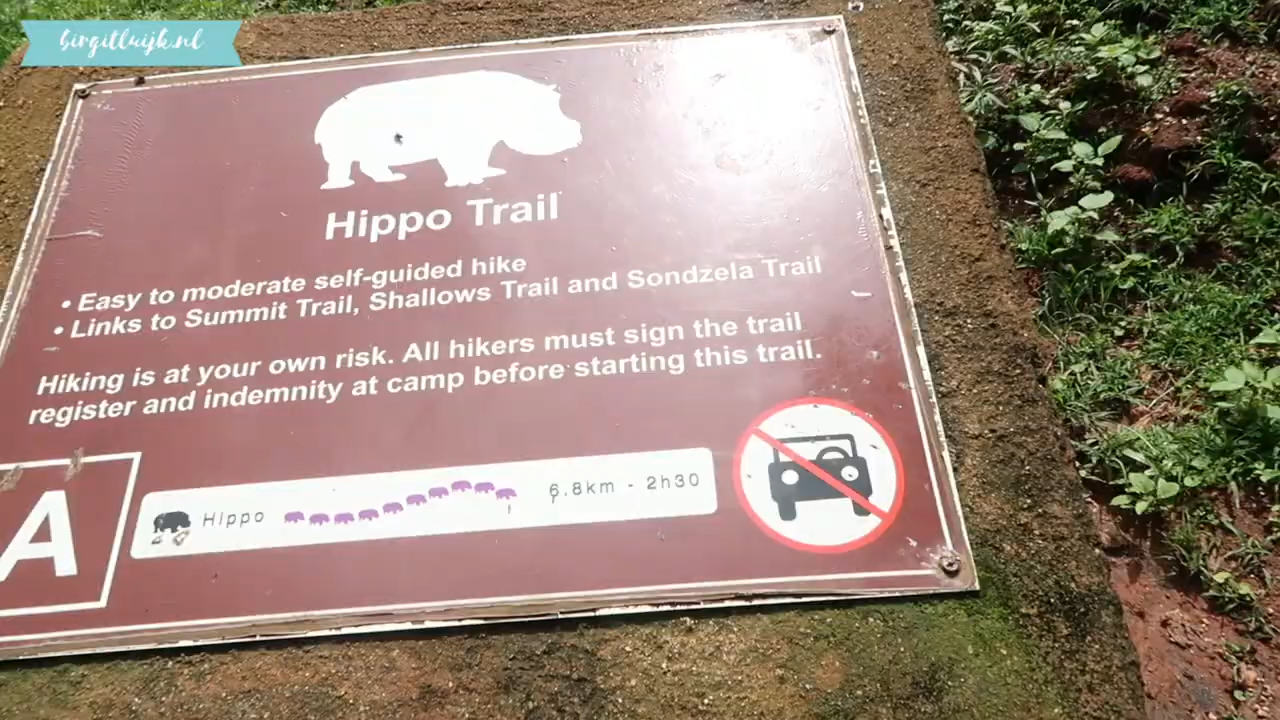 birgitluijk.nl
Hippo Trail
• Easy to moderate self-guided hike
• Links to Summit Trail, Shallows Trail and Sondzela Trail
Hiking is at your own risk. All hikers must sign the trail
register and indemnity at camp before starting this trail.
A
Hippo 6.8km - 2h30